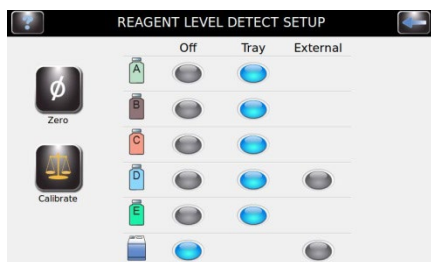 ?
REAGENT LEVEL DETECT SETUP
Off Tray External
A
ø
B
Zero
C
D
Calibrate
E